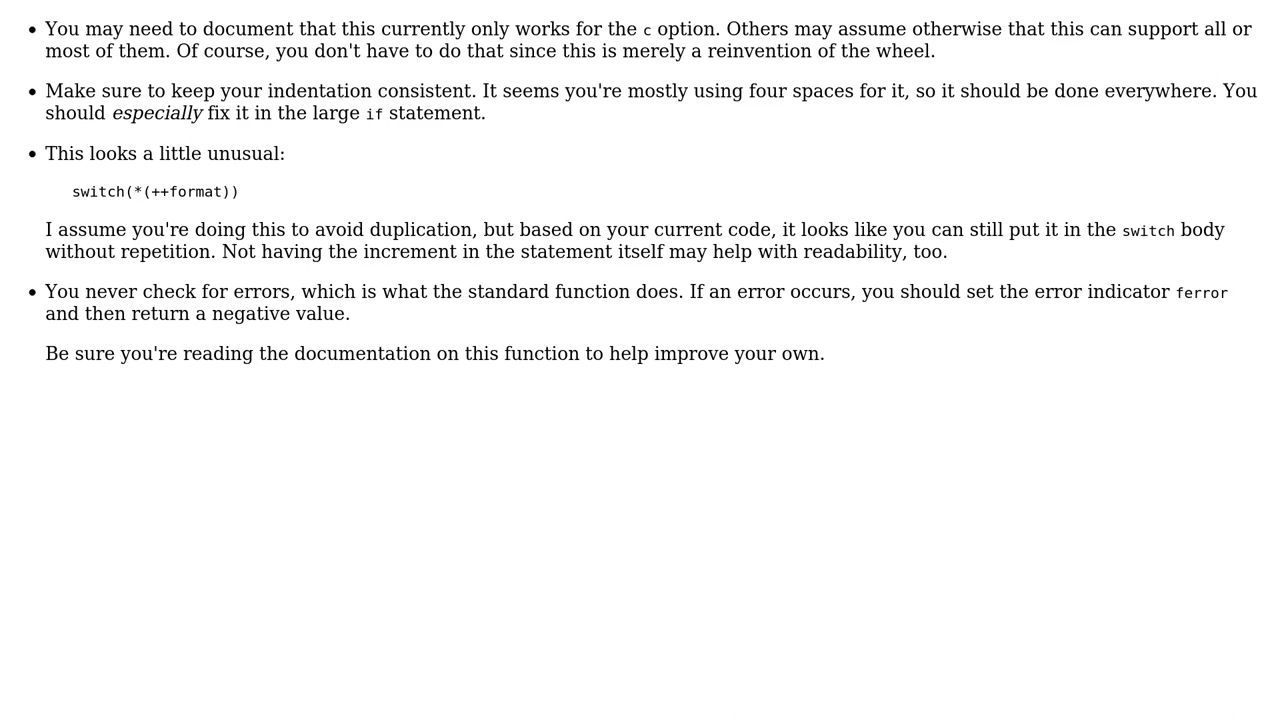 • You may need to document that this currently only works for the c option. Others may assume otherwise that this can support all or
most of them. Of course, you don't have to do that since this is merely a reinvention of the wheel.
• Make sure to keep your indentation consistent. It seems you're mostly using four spaces for it, so it should be done everywhere. You
should especially fix it in the large if statement.
• This looks a little unusual:
switch(*(++format))
I assume you're doing this to avoid duplication, but based on your current code, it looks like you can still put it in the switch body
without repetition. Not having the increment in the statement itself may help with readability, too.
• You never check for errors, which is what the standard function does. If an error occurs, you should set the error indicator ferror
and then return a negative value.
Be sure you're reading the documentation on this function to help improve your own.